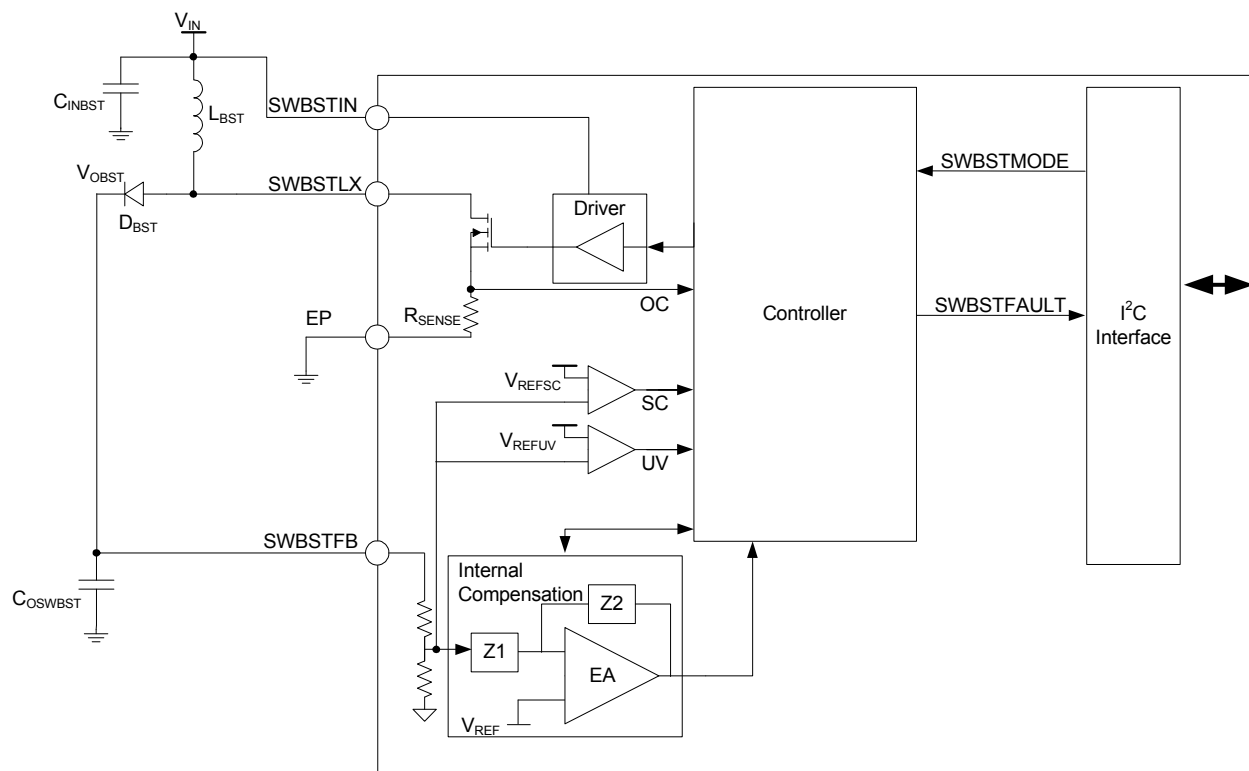 VIN
CINBST
LBST
SWBSTIN
VOBST
DBST
SWBSTLX
Driver
SWBSTMODE
OC
RSENSE
EP
Controller
SWBSTFAULT
I²C
Interface
VREFSC
SC
VREFUV
UV
SWBSTFB
COSWBST
Internal
Compensation
Z2
Z1
EA
VREF